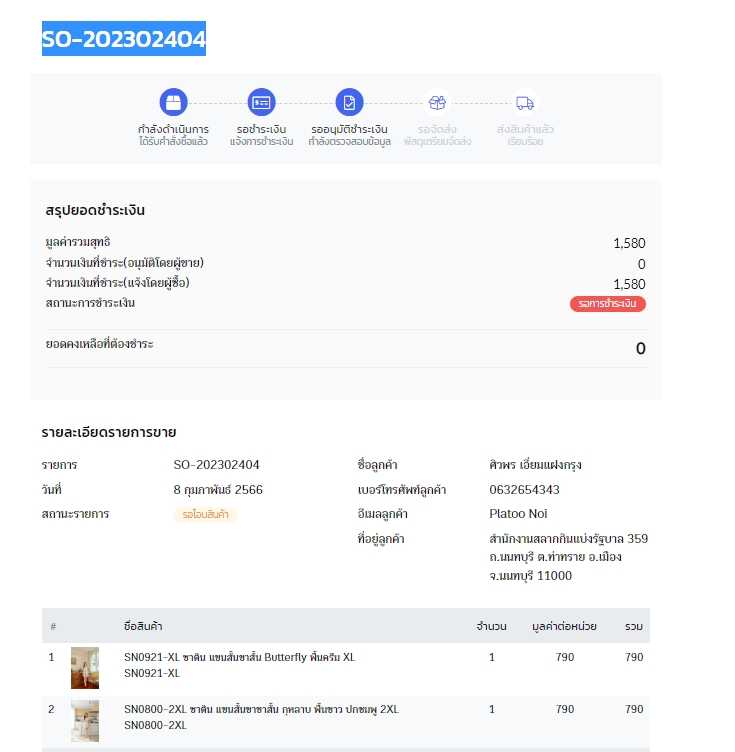 SO-202302404
กำลังดำเนินการ
ได้รับคำสั่งซื้อแล้ว
รอชำระเงิน
แจ้งการชำระเงิน
รออนุมัติชำระเงิน
กำลังตรวจสอบข้อมูล
รอจัดส่ง
พัสดุเตรียมจัดส่ง
ส่งสินค้าแล้ว
เรียบร้อย
สรุปยอดชำระเงิน
มูลค่ารวมสุทธิ 1,580
จำนวนเงินที่ชำระ(อนุมัติโดยผู้ขาย) 0
จำนวนเงินที่ชำระ(แจ้งโดยผู้ซื้อ) 1,580
สถานะการชำระเงิน รอการชำระเงิน
ยอดคงเหลือที่ต้องชำระ 0
รายละเอียดรายการขาย
รายการ SO-202302404
วันที่ 8 กุมภาพันธ์ 2566
สถานะรายการ รอโอนสินค้า
ชื่อลูกค้า ศิวพร เอี่ยมแฝงกรุง
เบอร์โทรศัพท์ลูกค้า 0632654343
อีเมลลูกค้า Platoo Noi
ที่อยู่ลูกค้า สำนักงานสลากกินแบ่งรัฐบาล 359
ถ.นนทบุรี ต.ท่าทราย อ.เมือง
จ.นนทบุรี 11000
# ชื่อสินค้า จำนวน มูลค่าต่อหน่วย รวม
1 SN0921-XL ซาติน แขนสั้นขาสั้น Butterfly พื้นครีม XL 1 790 790
SN0921-XL
2 SN0800-2XL ซาติน แขนสั้นขายาวสั้น กุหลาบ พื้นขาว ปกชมพู 2XL 1 790 790
SN0800-2XL